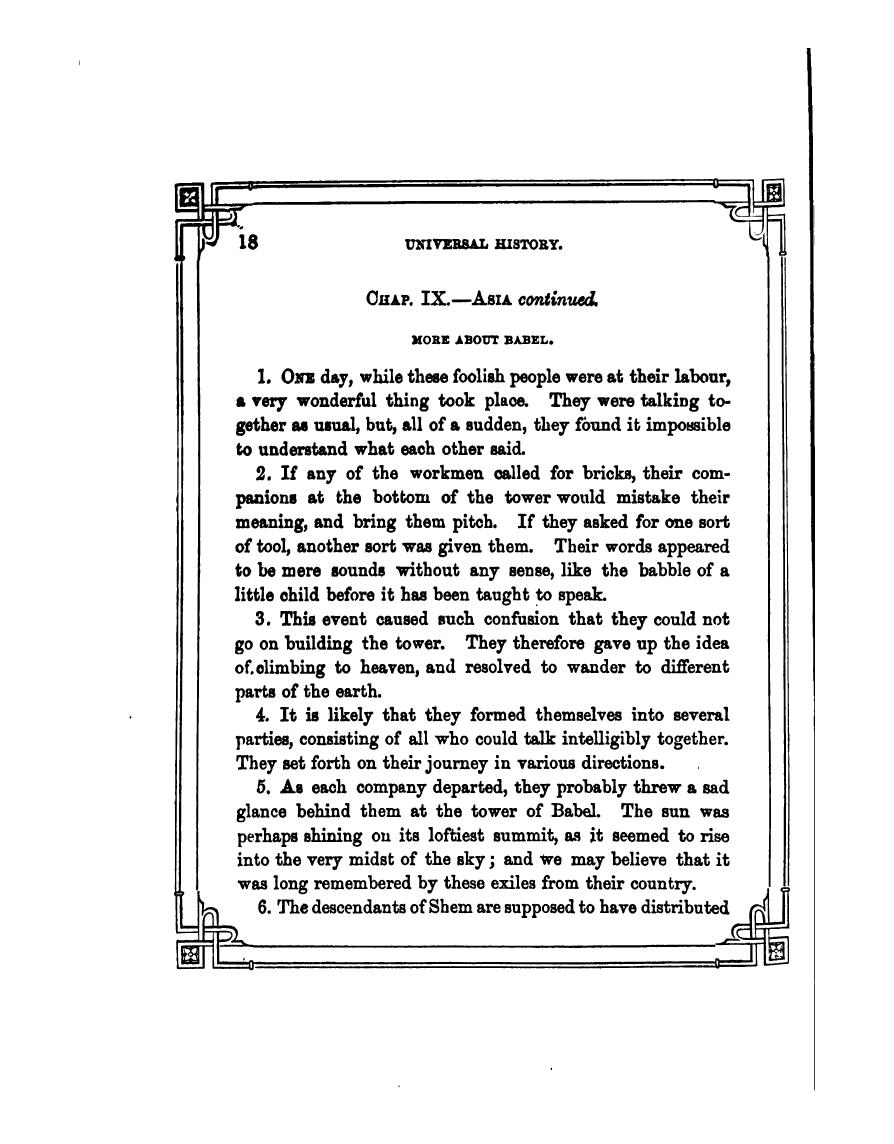 18 UNIVERSAL HISTORY.
CHAP. IX.—ASIA continued.
MORE ABOUT BABEL.
1. ONE day, while these foolish people were at their labour,
a very wonderful thing took place. They were talking to-
gether as usual, but, all of a sudden, they found it impossible
to understand what each other said.
2. If any of the workmen called for bricks, their com-
panions at the bottom of the tower would mistake their
meaning, and bring them pitch. If they asked for one sort
of tool, another sort was given them. Their words appeared
to be mere sounds without any sense, like the babble of a
little child before it has been taught to speak.
3. This event caused such confusion that they could not
go on building the tower. They therefore gave up the idea
of climbing to heaven, and resolved to wander to different
parts of the earth.
4. It is likely that they formed themselves into several
parties, consisting of all who could talk intelligibly together.
They set forth on their journey in various directions.
5. As each company departed, they probably threw a sad
glance behind them at the tower of Babel. The sun was
perhaps shining on its loftiest summit, as it seemed to rise
into the very midst of the sky; and we may believe that it
was long remembered by these exiles from their country.
6. The descendants of Shem are supposed to have distributed